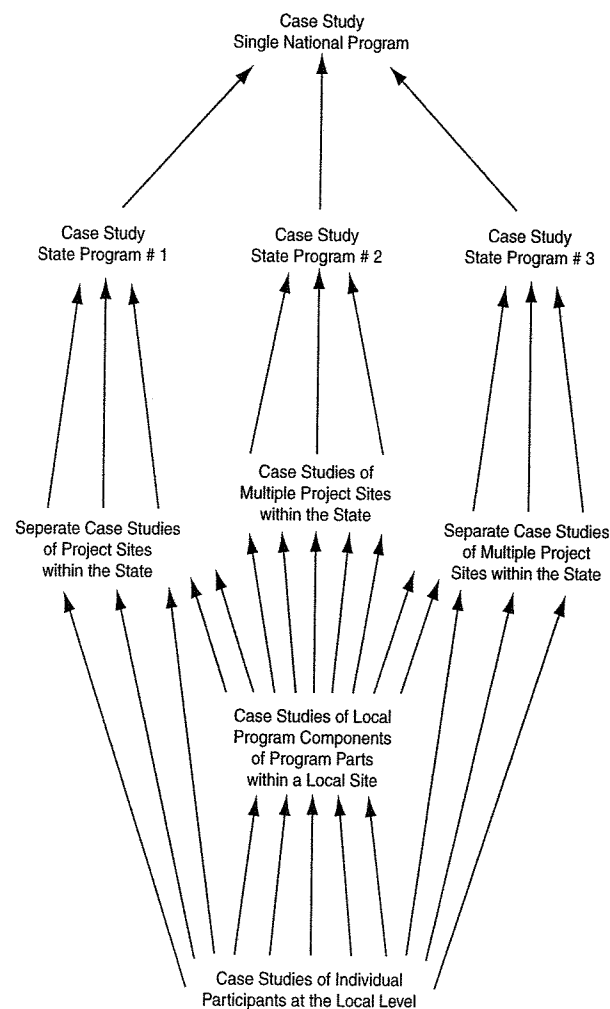 Case Study
Single National Program
Case Study
State Program # 1
Case Study
State Program # 2
Case Study
State Program # 3
Case Studies of
Multiple Project Sites
within the State
Seperate Case Studies
of Project Sites
within the State
Separate Case Studies
of Multiple Project
Sites within the State
Case Studies of Local
Program Components
of Program Parts
within a Local Site
Case Studies of Individual
Participants at the Local Level